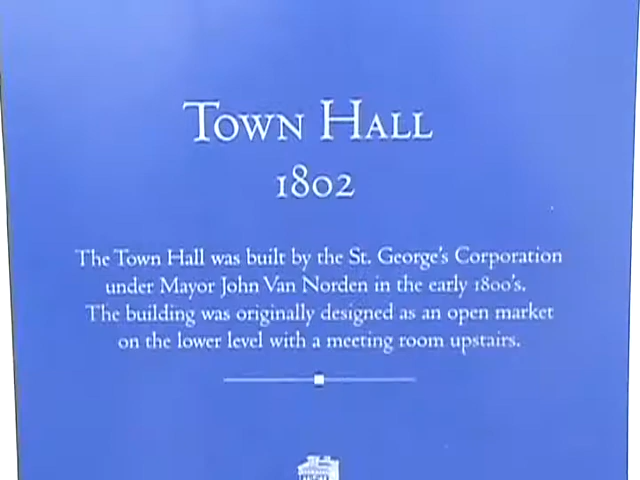 Town Hall
1802
The Town Hall was built by the St. George's Corporation
under Mayor John Van Norden in the early 1800's.
The building was originally designed as an open market
on the lower level with a meeting room upstairs.